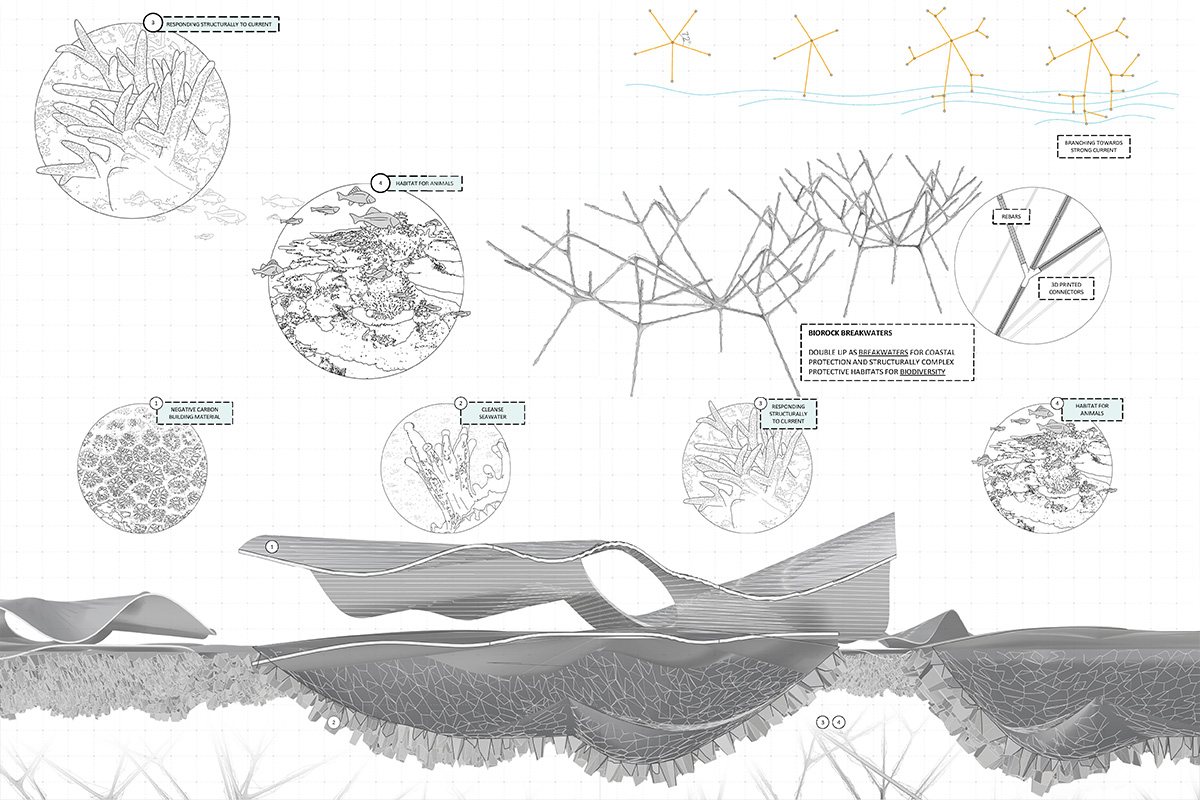 3
RESPONDING STRUCTURALLY TO CURRENT
72°
BRANCHING TOWARDS
STRONG CURRENT
4
HABITAT FOR ANIMALS
REBARS
3D PRINTED
CONNECTORS
BIOROCK BREAKWATERS
DOUBLE UP AS BREAKWATERS FOR COASTAL
PROTECTION AND STRUCTURALLY COMPLEX
PROTECTIVE HABITATS FOR BIODIVERSITY
1
NEGATIVE CARBON
BUILDING MATERIAL
2
CLEANSE
SEAWATER
3
RESPONDING
STRUCTURALLY
TO CURRENT
4
HABITAT FOR
ANIMALS
1
2
3 4